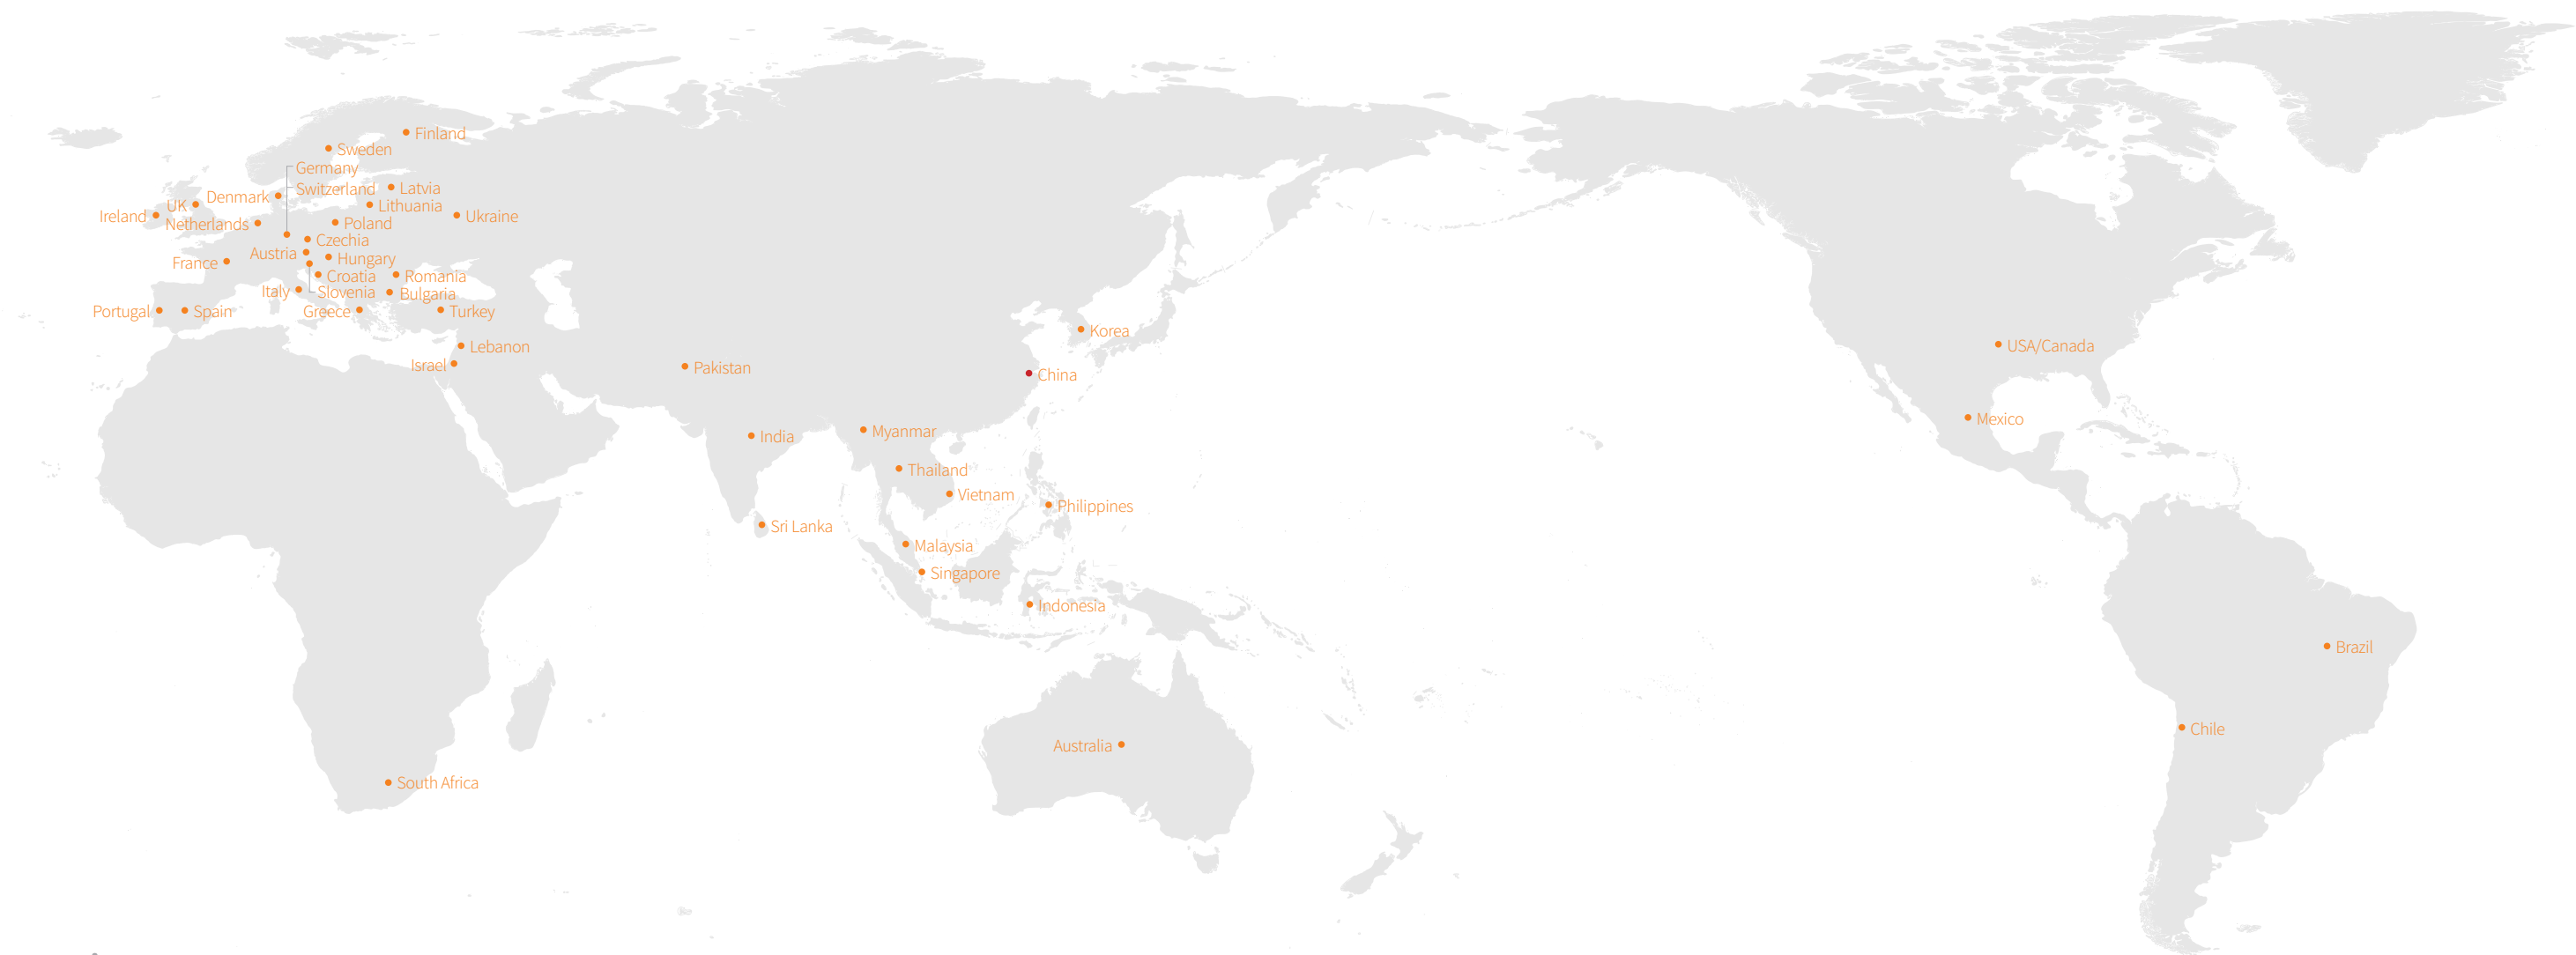 Finland
Sweden
Germany
Switzerland
Latvia
Denmark
UK
Lithuania
Ireland
Ukraine
Netherlands
Poland
Czechia
Austria
Hungary
France
Croatia
Romania
Italy
Slovenia
Bulgaria
Portugal
Spain
Greece
Turkey
Korea
USA/Canada
Lebanon
Israel
Pakistan
China
Mexico
Myanmar
India
Thailand
Vietnam
Philippines
Sri Lanka
Malaysia
Singapore
Indonesia
Brazil
Chile
Australia
South Africa